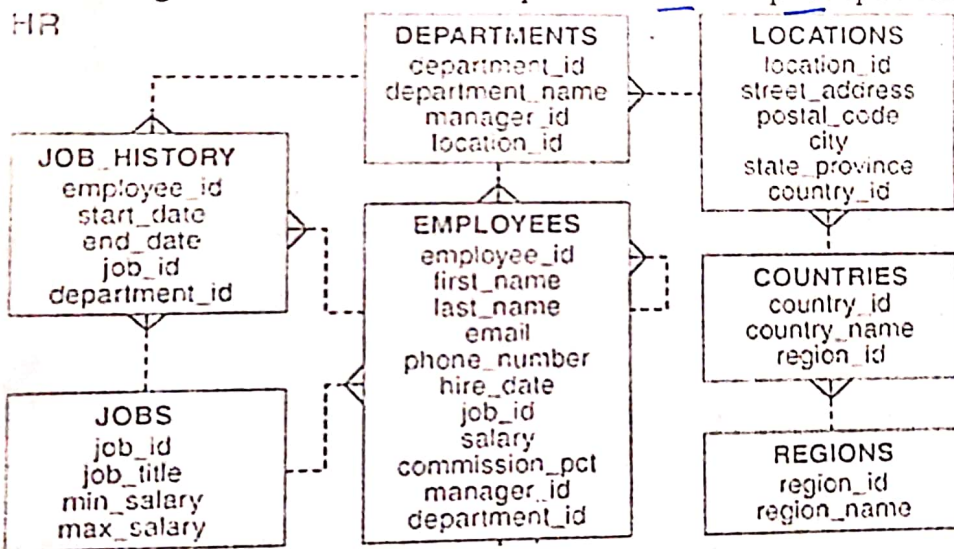 HR
DEPARTMENTS
department_id
department_name
manager_id
location_id
LOCATIONS
location_id
street_address
postal_code
city
state_province
country_id
JOB_HISTORY
employee_id
start_date
end_date
job_id
department_id
EMPLOYEES
employee_id
first_name
last_name
email
phone_number
hire_date
job_id
salary
commission_pct
manager_id
department_id
COUNTRIES
country_id
country_name
region_id
JOBS
job_id
job_title
min_salary
max_salary
REGIONS
region_id
region_name